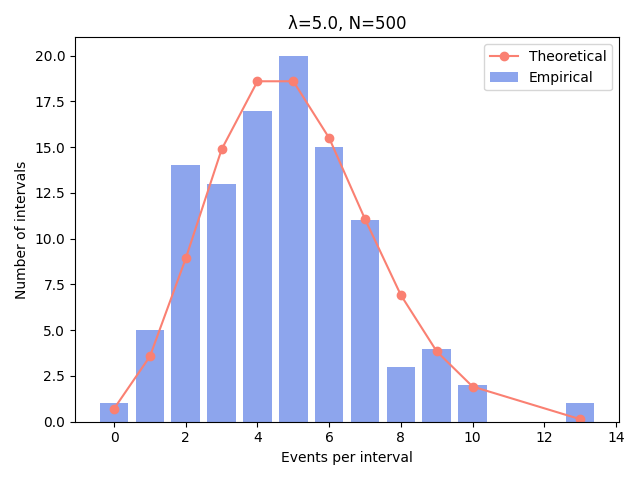 λ=5.0, N=500
Theoretical
Empirical
Number of intervals
20.0
17.5
15.0
12.5
10.0
7.5
5.0
2.5
0.0
0 2 4 6 8 10 12 14
Events per interval